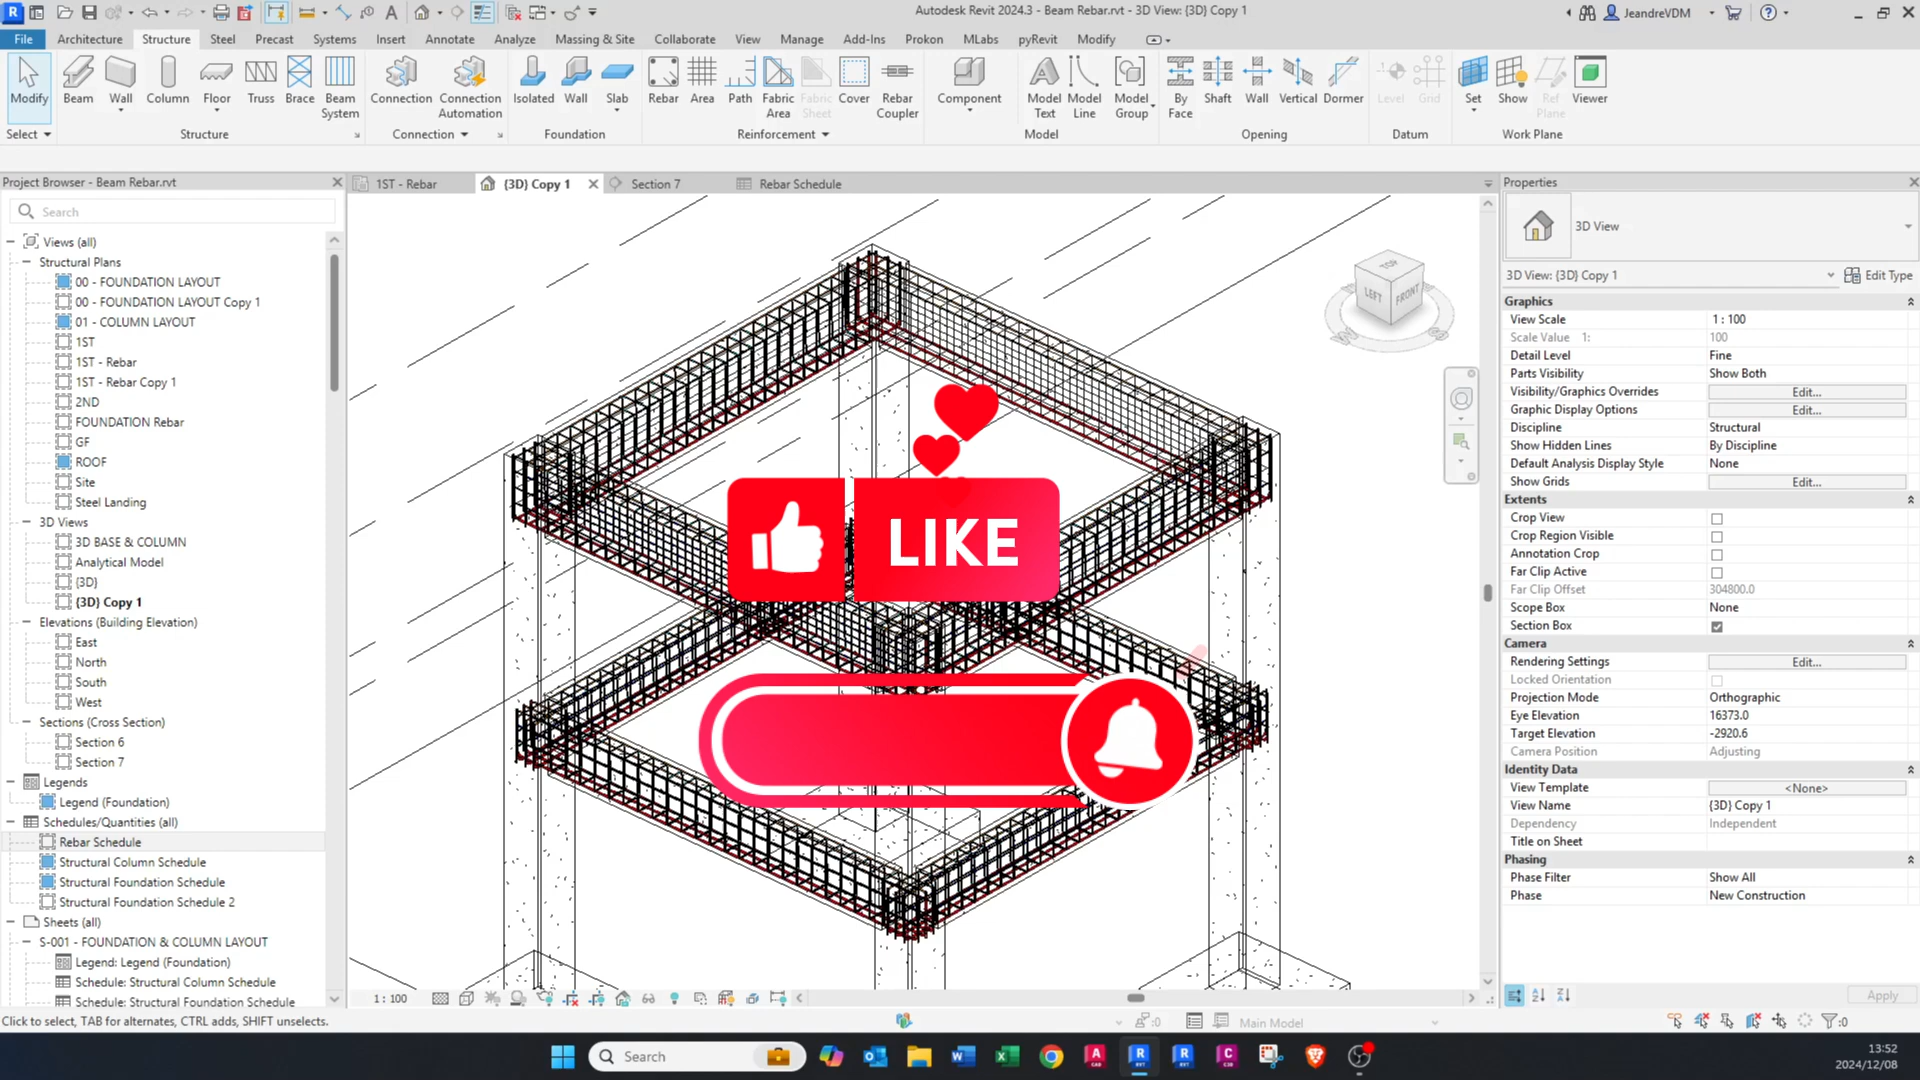 Autodesk Revit 2024.3 - Beam Rebar.rvt - 3D View: {3D} Copy 1
JeandreVDM
File Architecture Structure Steel Precast Systems Insert Annotate Analyze Massing & Site Collaborate View Manage Add-Ins Prokon MLabs pyRevit Modify
Modify Beam Wall Column Floor Truss Brace Beam System Connection Connection Automation Isolated Wall Slab Rebar Area Path Fabric Area Fabric Sheet Cover Rebar Coupler Component Model Text Model Line Model Group By Face Shaft Wall Vertical Dormer Level Grid Set Show Ref Plane Viewer
Select Structure Connection Foundation Reinforcement Model Opening Datum Work Plane
Project Browser - Beam Rebar.rvt
1ST - Rebar {3D} Copy 1 Section 7 Rebar Schedule
Search
Views (all)
Structural Plans
00 - FOUNDATION LAYOUT
00 - FOUNDATION LAYOUT Copy 1
01 - COLUMN LAYOUT
1ST
1ST - Rebar
1ST - Rebar Copy 1
2ND
FOUNDATION Rebar
GF
ROOF
Site
Steel Landing
3D Views
3D BASE & COLUMN
Analytical Model
{3D}
{3D} Copy 1
Elevations (Building Elevation)
East
North
South
West
Sections (Cross Section)
Section 6
Section 7
Legends
Legend (Foundation)
Schedules/Quantities (all)
Rebar Schedule
Structural Column Schedule
Structural Foundation Schedule
Structural Foundation Schedule 2
Sheets (all)
S-001 - FOUNDATION & COLUMN LAYOUT
Legend: Legend (Foundation)
Schedule: Structural Column Schedule
Schedule: Structural Foundation Schedule
TOP
LEFT FRONT
LIKE
Properties
3D View
3D View: {3D} Copy 1 Edit Type
Graphics
View Scale 1 : 100
Scale Value 1: 100
Detail Level Fine
Parts Visibility Show Both
Visibility/Graphics Overrides Edit...
Graphic Display Options Edit...
Discipline Structural
Show Hidden Lines By Discipline
Default Analysis Display Style None
Show Grids Edit...
Extents
Crop View
Crop Region Visible
Annotation Crop
Far Clip Active
Far Clip Offset 304800.0
Scope Box None
Section Box
Camera
Rendering Settings Edit...
Locked Orientation
Projection Mode Orthographic
Eye Elevation 16373.0
Target Elevation -2920.6
Camera Position Adjusting
Identity Data
View Template <None>
View Name {3D} Copy 1
Dependency Independent
Title on Sheet
Phasing
Phase Filter Show All
Phase New Construction
Apply
1 : 100
Click to select, TAB for alternates, CTRL adds, SHIFT unselects.
:0 Main Model :0
Search
13:52
2024/12/08